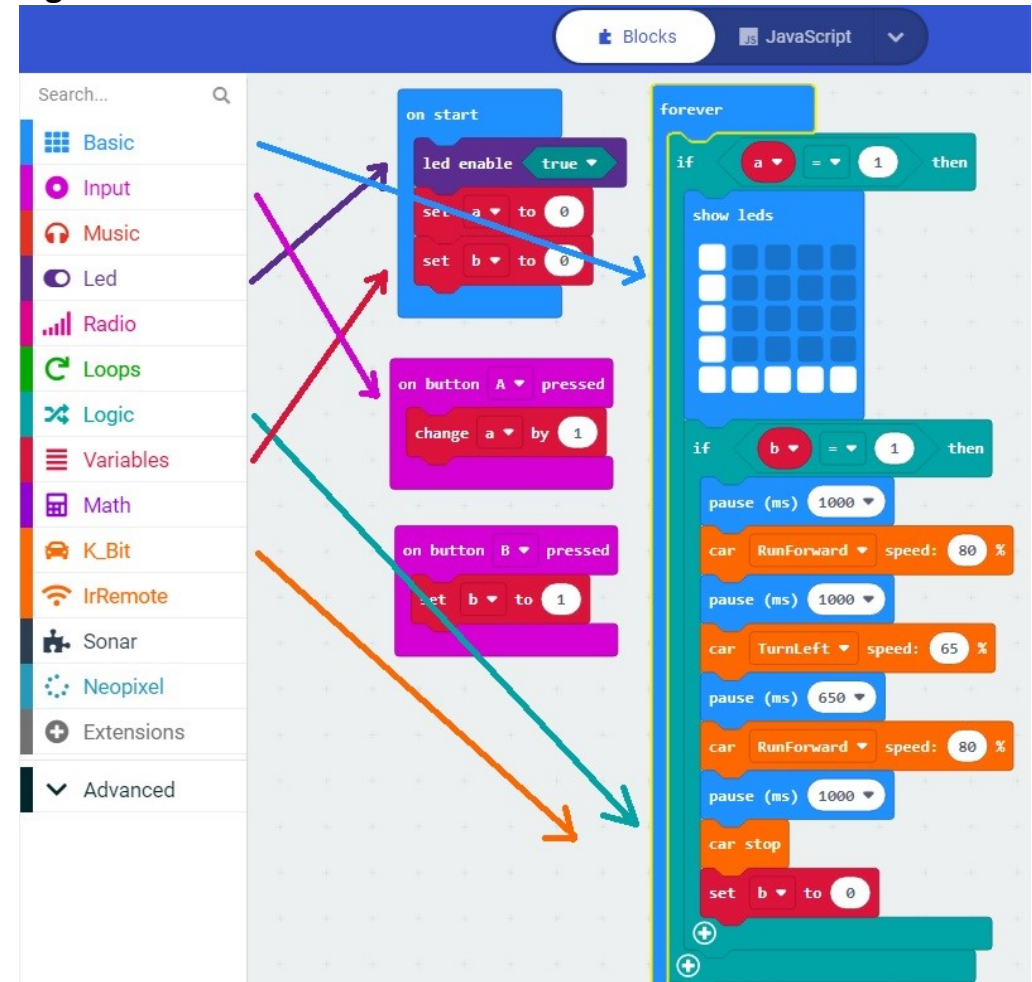 Blocks
JS JavaScript
Search...
Basic
Input
Music
Led
Radio
Loops
Logic
Variables
Math
K_Bit
IrRemote
Sonar
Neopixel
Extensions
Advanced
on start
led enable true
set a to 0
set b to 0
on button A pressed
change a by 1
on button B pressed
set b to 1
forever
if a = 1 then
show leds
if b = 1 then
pause (ms) 1000
car RunForward speed: 80 %
pause (ms) 1000
car TurnLeft speed: 65 %
pause (ms) 650
car RunForward speed: 80 %
pause (ms) 1000
car stop
set b to 0